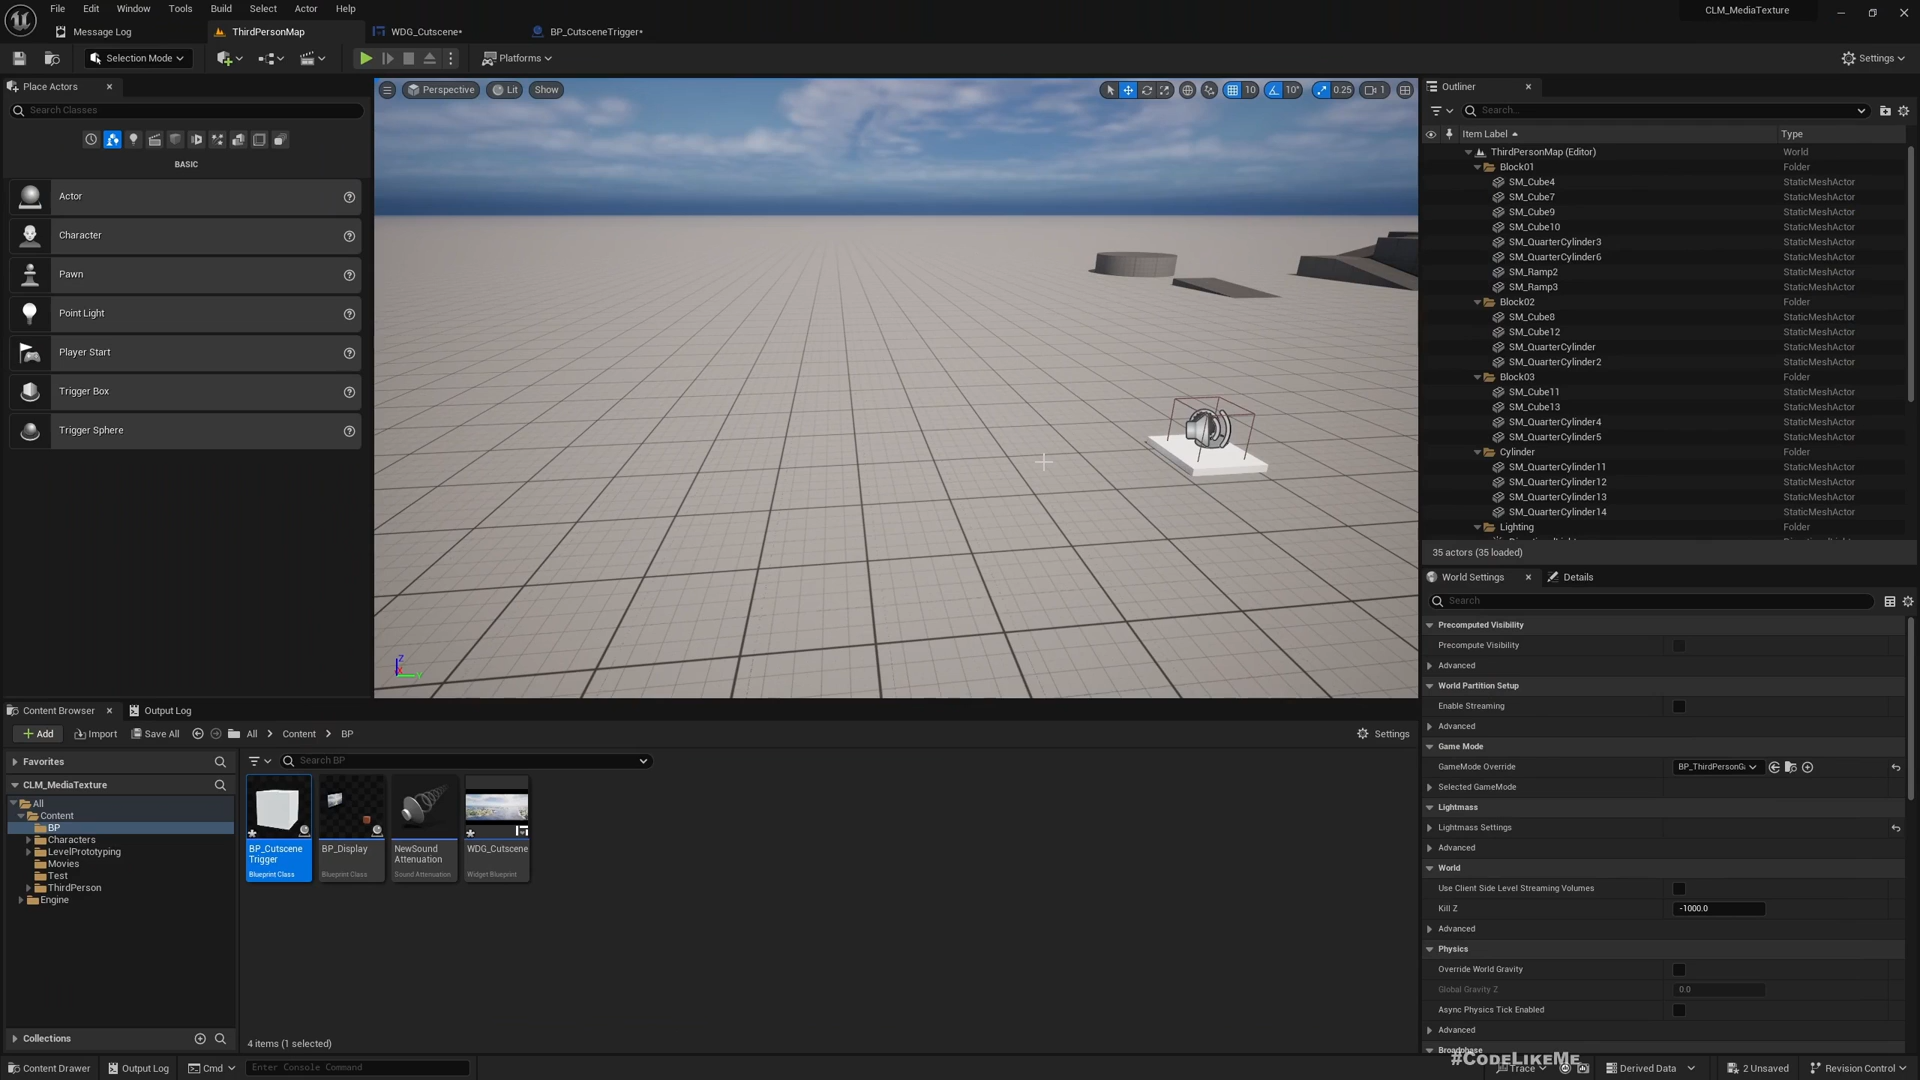 File Edit Window Tools Build Select Actor Help
CLM_MediaTexture
Message Log ThirdPersonMap WDG_Cutscene* BP_CutsceneTrigger*
Selection Mode Platforms Settings
Place Actors
Search Classes
BASIC
Actor
Character
Pawn
Point Light
Player Start
Trigger Box
Trigger Sphere
Perspective Lit Show 10 10° 0.25 1
Z
Y
Outliner
Search...
Item Label Type
ThirdPersonMap (Editor) World
Block01 Folder
SM_Cube4 StaticMeshActor
SM_Cube7 StaticMeshActor
SM_Cube9 StaticMeshActor
SM_Cube10 StaticMeshActor
SM_QuarterCylinder3 StaticMeshActor
SM_QuarterCylinder6 StaticMeshActor
SM_Ramp2 StaticMeshActor
SM_Ramp3 StaticMeshActor
Block02 Folder
SM_Cube8 StaticMeshActor
SM_Cube12 StaticMeshActor
SM_QuarterCylinder StaticMeshActor
SM_QuarterCylinder2 StaticMeshActor
Block03 Folder
SM_Cube11 StaticMeshActor
SM_Cube13 StaticMeshActor
SM_QuarterCylinder4 StaticMeshActor
SM_QuarterCylinder5 StaticMeshActor
Cylinder Folder
SM_QuarterCylinder11 StaticMeshActor
SM_QuarterCylinder12 StaticMeshActor
SM_QuarterCylinder13 StaticMeshActor
SM_QuarterCylinder14 StaticMeshActor
Lighting Folder
35 actors (35 loaded)
World Settings Details
Search
Precomputed Visibility
Precompute Visibility
Advanced
World Partition Setup
Enable Streaming
Advanced
Game Mode
GameMode Override BP_ThirdPersonGa
Selected GameMode
Lightmass
Lightmass Settings
Advanced
World
Use Client Side Level Streaming Volumes
Kill Z -1000.0
Advanced
Physics
Override World Gravity
Global Gravity Z 0.0
Async Physics Tick Enabled
Advanced
Broadphase
Content Browser Output Log
Add Import Save All All Content BP Settings
Favorites
Search BP
CLM_MediaTexture
All
Content
BP
Characters
LevelPrototyping
Movies
Test
ThirdPerson
Engine
Collections
BP_Cutscene
Trigger
Blueprint Class
BP_Display
Blueprint Class
NewSound
Attenuation
Sound Attenuation
WDG_Cutscene
Widget Blueprint
4 items (1 selected)
#CodeLikeMe
Content Drawer Output Log Cmd Enter Console Command Trace Derived Data 2 Unsaved Revision Control